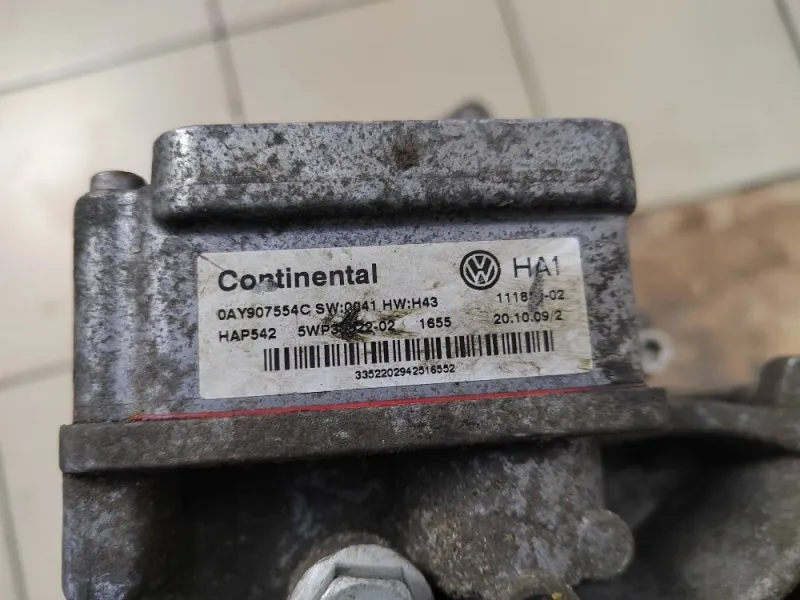 Continental HA1
0AY907554C SW:0041 HW:H43
HAP542 1655 20.10.09/2
3352202942516552